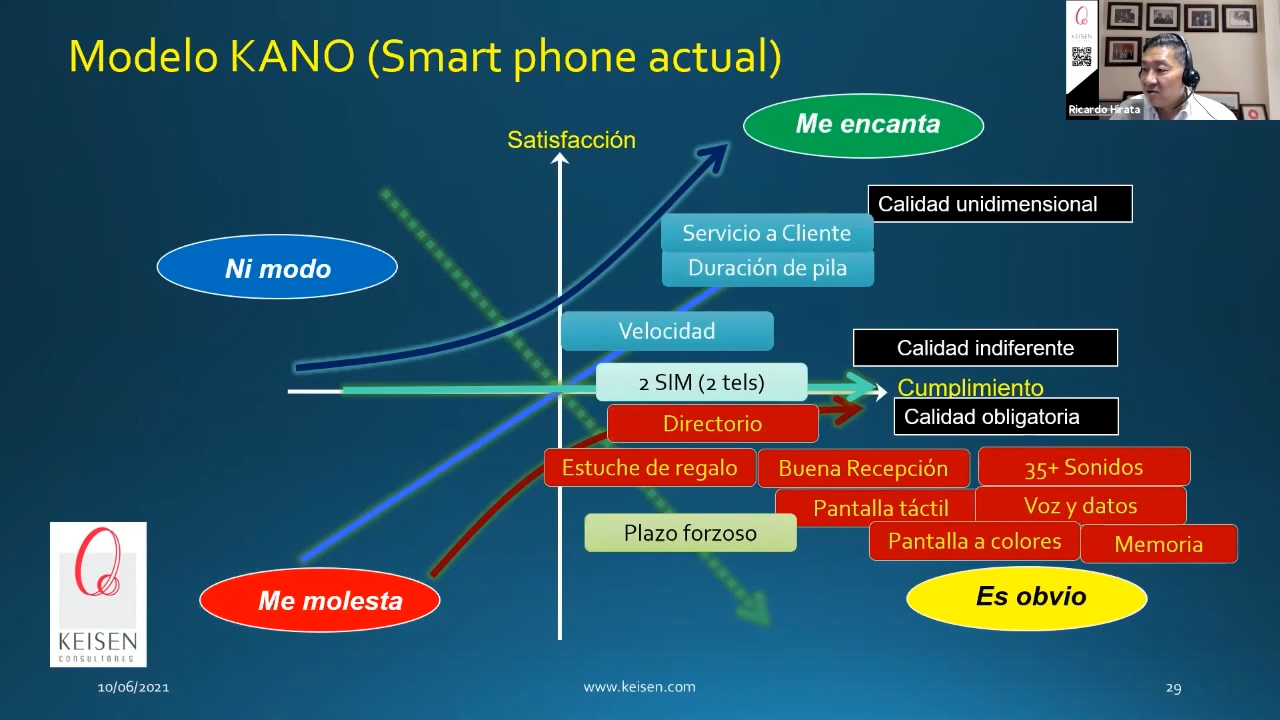 Modelo KANO (Smart phone actual)
KEISEN
Ricardo Hirata
Me encanta
Satisfacción
Calidad unidimensional
Servicio a Cliente
Ni modo
Duración de pila
Velocidad
Calidad indiferente
2 SIM (2 tels)
Cumplimiento
Directorio
Calidad obligatoria
Estuche de regalo
Buena Recepción
35+ Sonidos
Pantalla táctil
Voz y datos
Plazo forzoso
Pantalla a colores
Memoria
Me molesta
Es obvio
KEISEN
CONSULTORES
10/06/2021
www.keisen.com
29